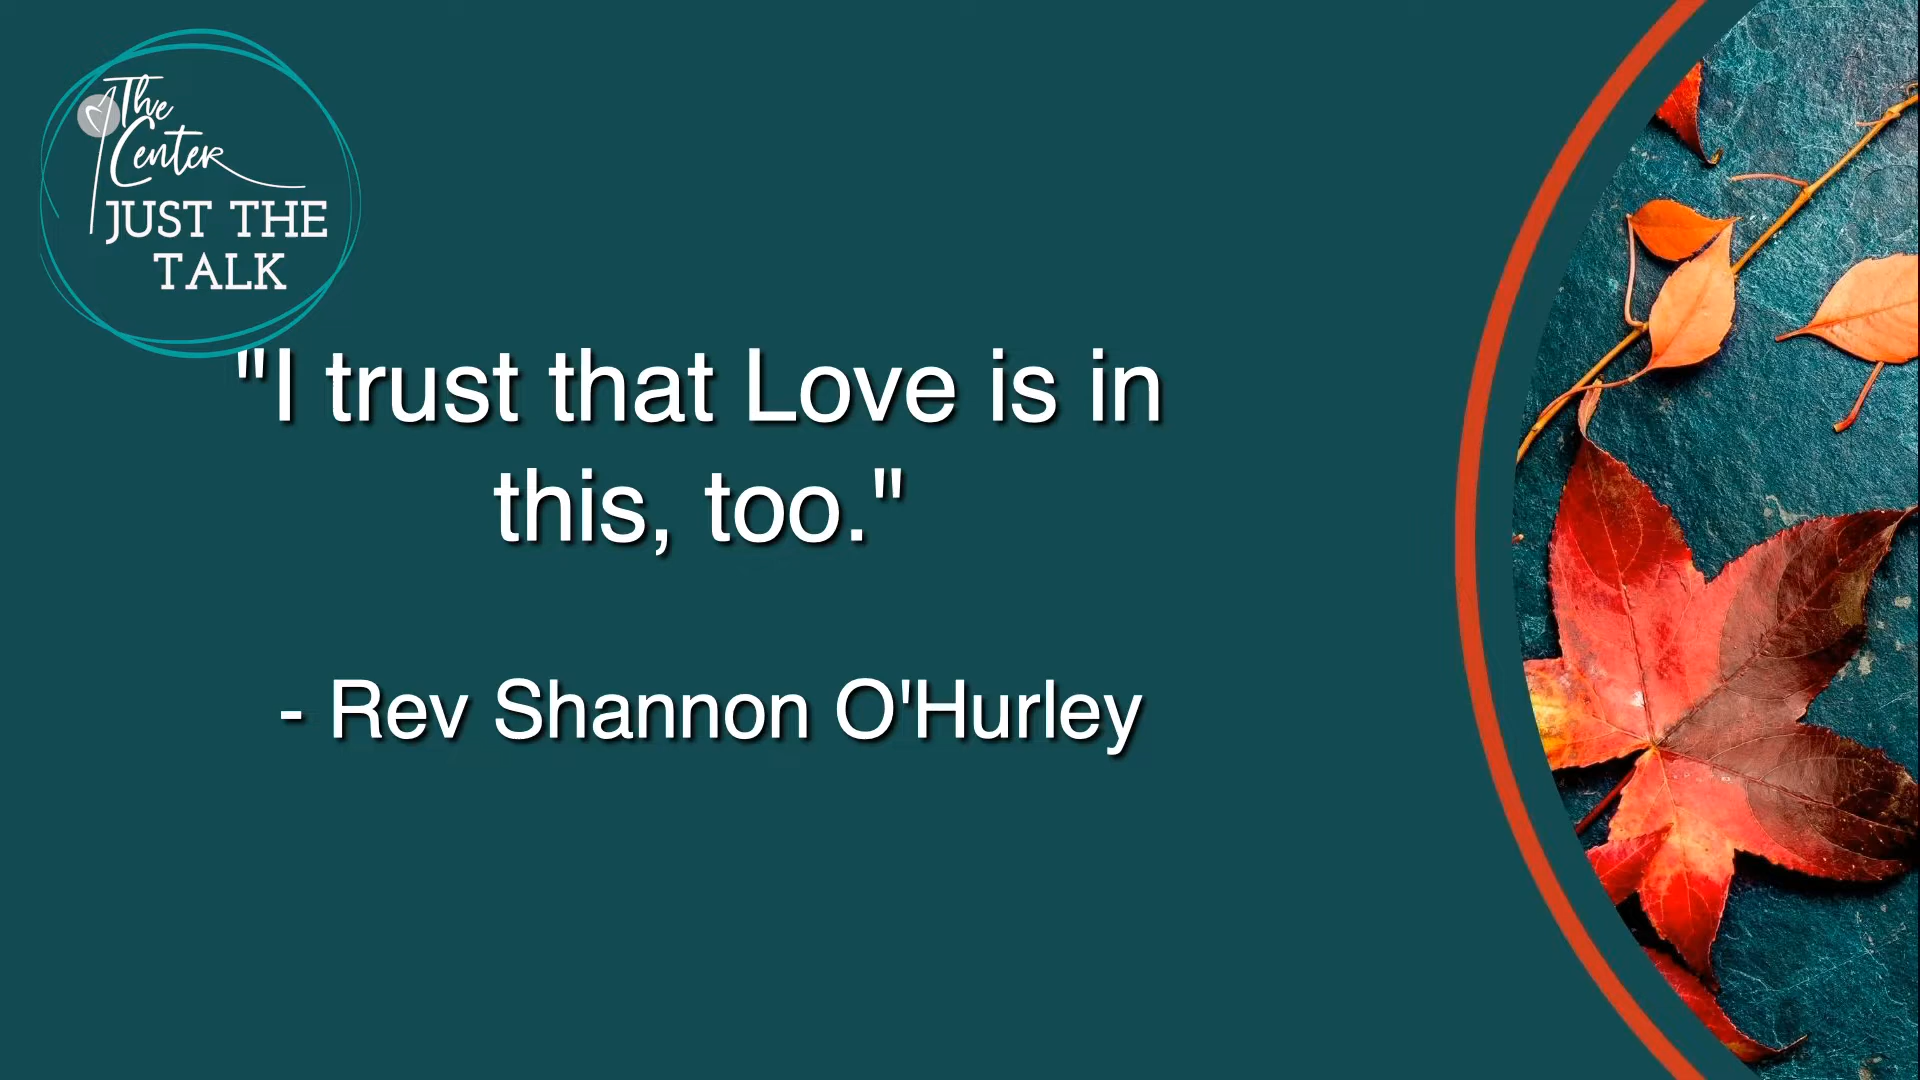 The
Center
JUST THE
TALK
"I trust that Love is in
this, too."
- Rev Shannon O'Hurley